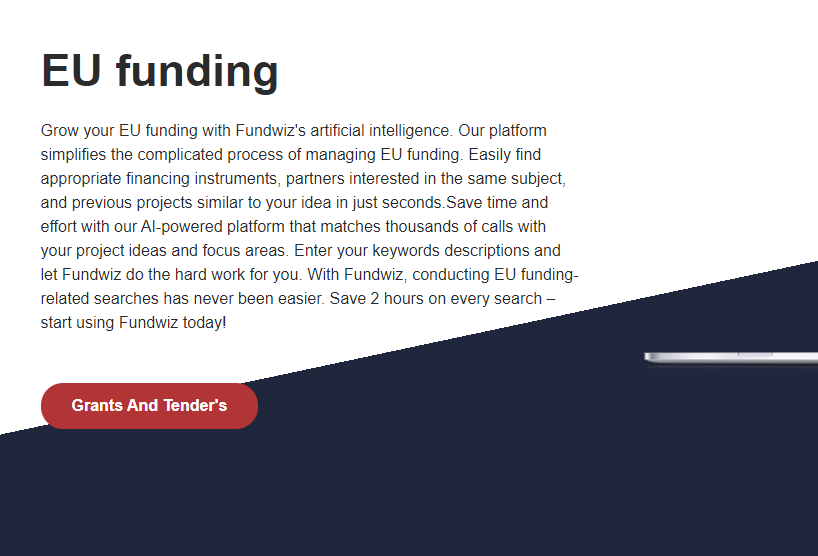 EU funding
Grow your EU funding with Fundwiz's artificial intelligence. Our platform
simplifies the complicated process of managing EU funding. Easily find
appropriate financing instruments, partners interested in the same subject,
and previous projects similar to your idea in just seconds.Save time and
effort with our AI-powered platform that matches thousands of calls with
your project ideas and focus areas. Enter your keywords descriptions and
let Fundwiz do the hard work for you. With Fundwiz, conducting EU funding-
related searches has never been easier. Save 2 hours on every search –
start using Fundwiz today!
Grants And Tender's